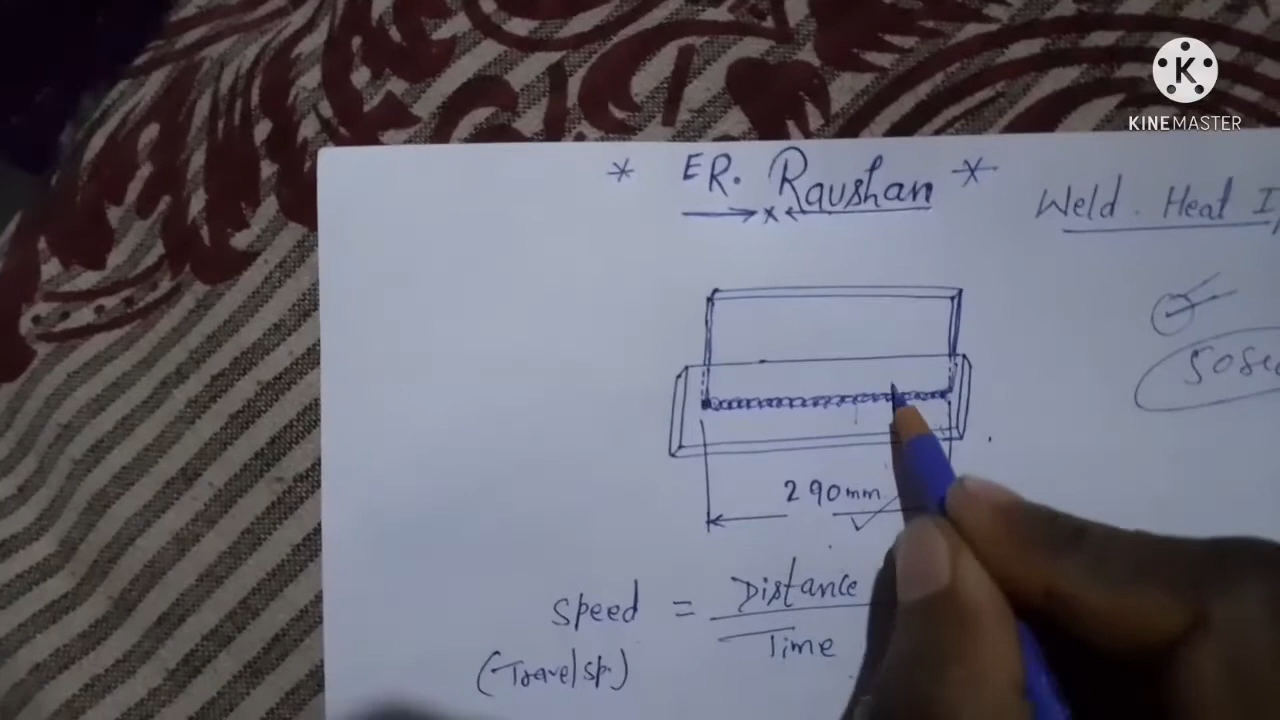 K
KINEMASTER
* ER. Raushan *
Weld. Heat
290mm
Speed = Distance
Time
(Travel sp.)